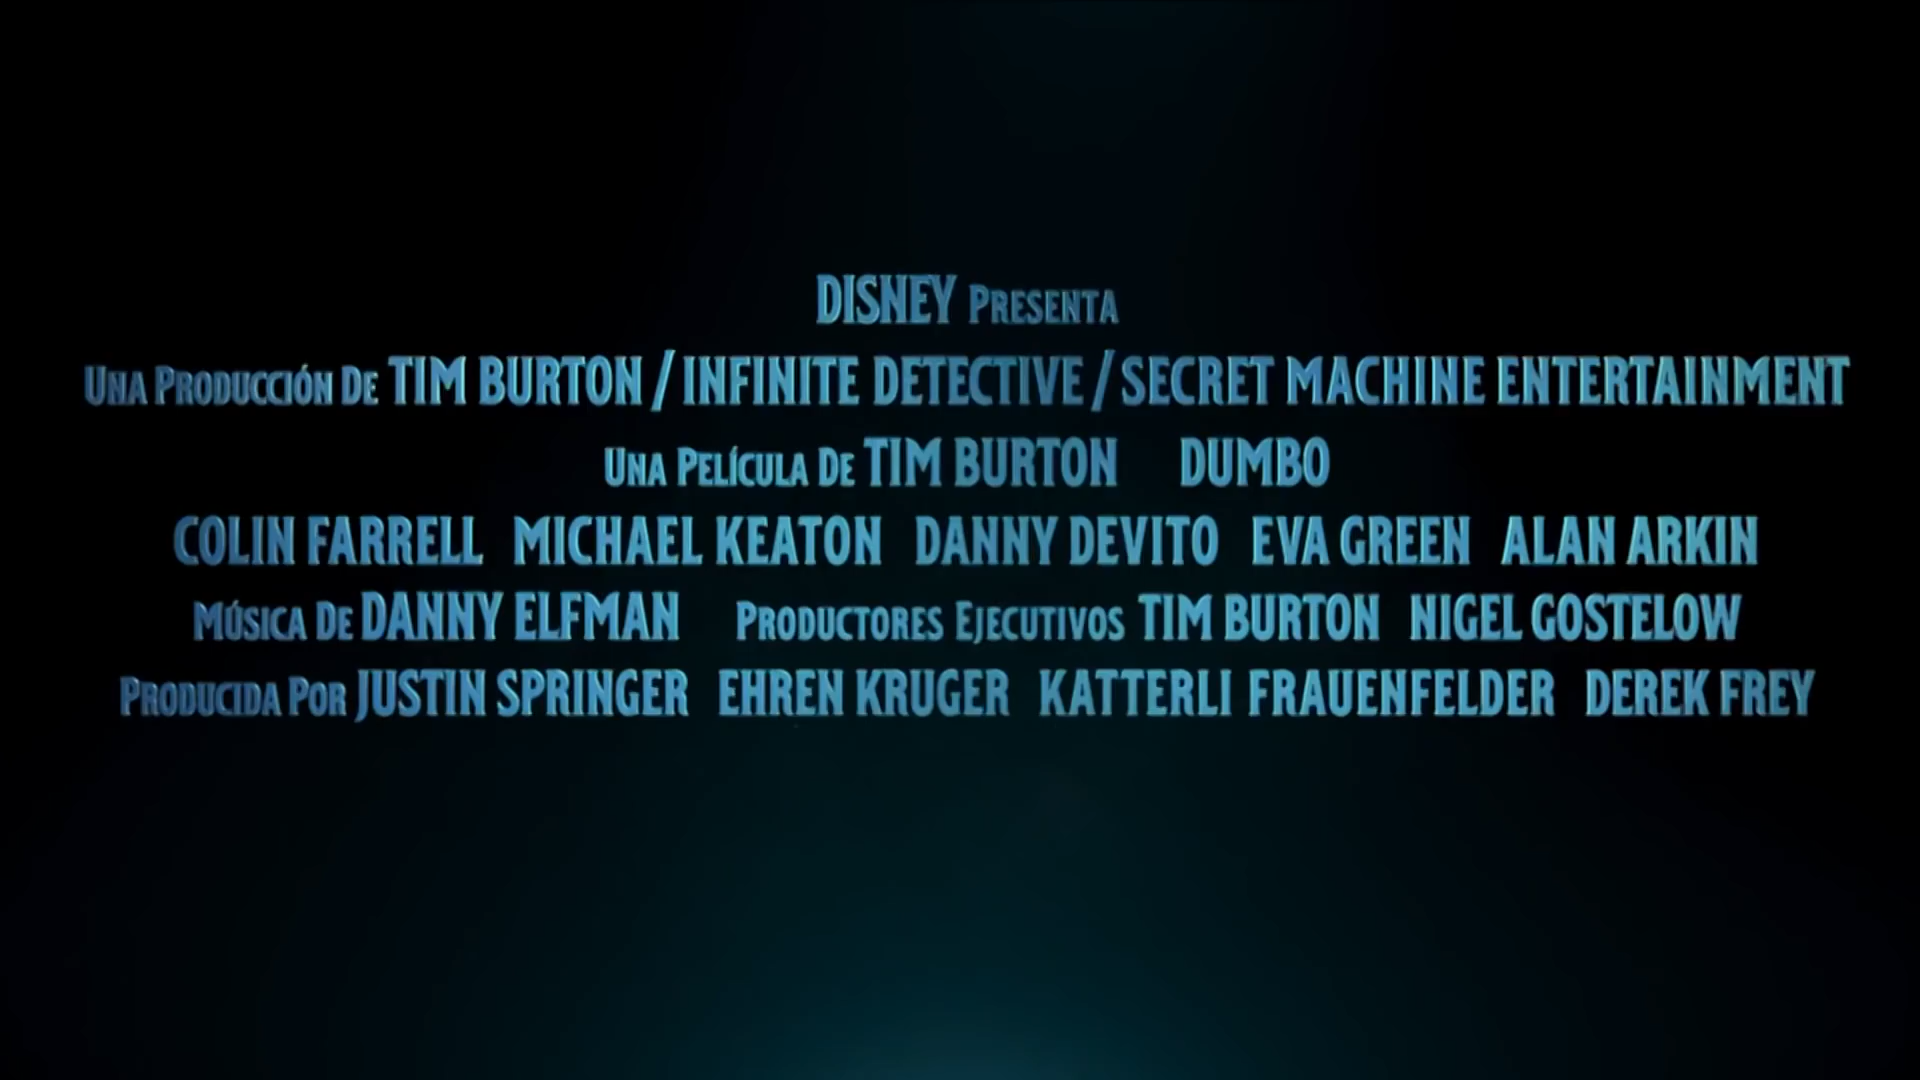 DISNEY PRESENTA
UNA PRODUCCIÓN DE TIM BURTON / INFINITE DETECTIVE / SECRET MACHINE ENTERTAINMENT
UNA PELÍCULA DE TIM BURTON DUMBO
COLIN FARRELL MICHAEL KEATON DANNY DEVITO EVA GREEN ALAN ARKIN
MÚSICA DE DANNY ELFMAN PRODUCTORES EJECUTIVOS TIM BURTON NIGEL GOSTELOW
PRODUCIDA POR JUSTIN SPRINGER EHREN KRUGER KATTERLI FRAUENFELDER DEREK FREY